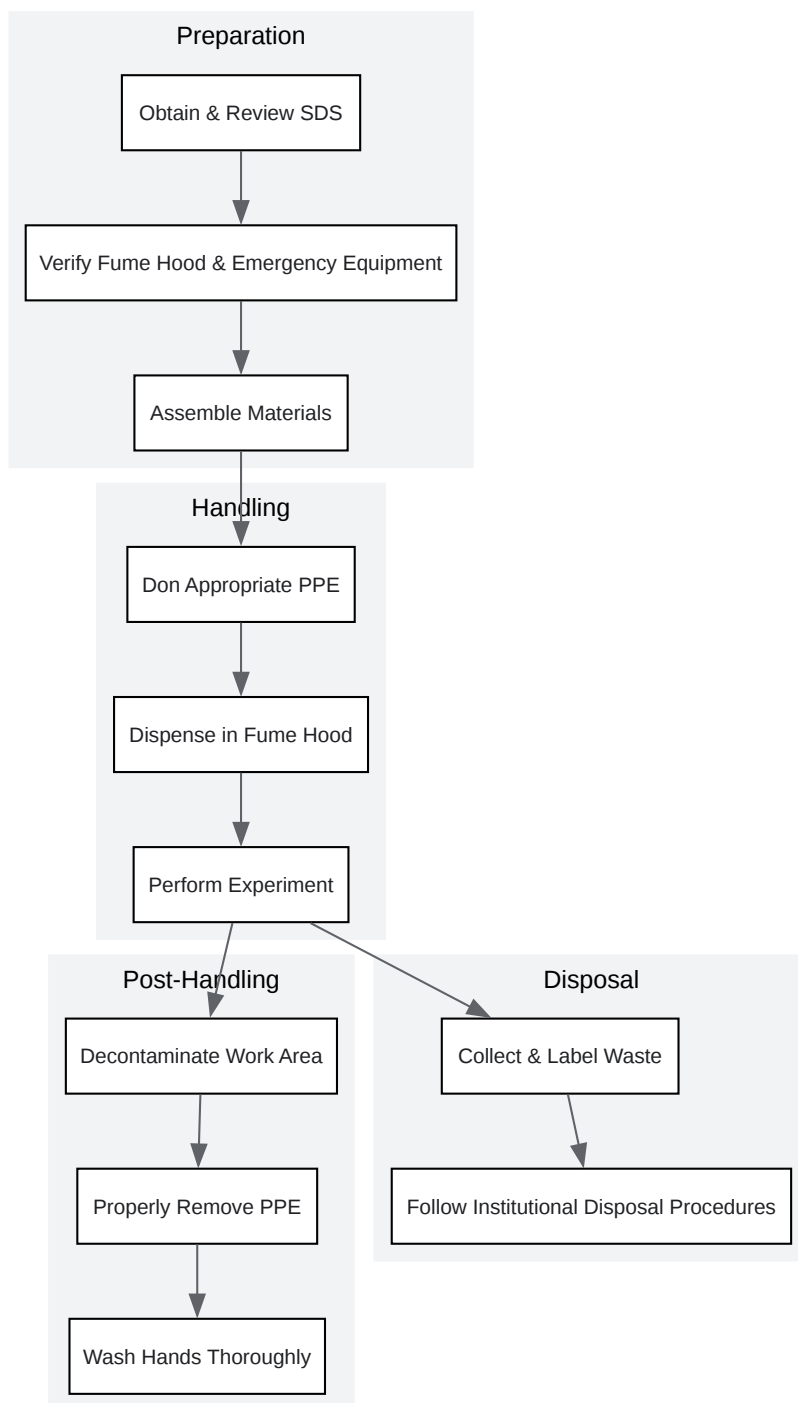 Preparation
Obtain & Review SDS
Verify Fume Hood & Emergency Equipment
Assemble Materials
Handling
Don Appropriate PPE
Dispense in Fume Hood
Perform Experiment
Post-Handling
Decontaminate Work Area
Properly Remove PPE
Wash Hands Thoroughly
Disposal
Collect & Label Waste
Follow Institutional Disposal Procedures